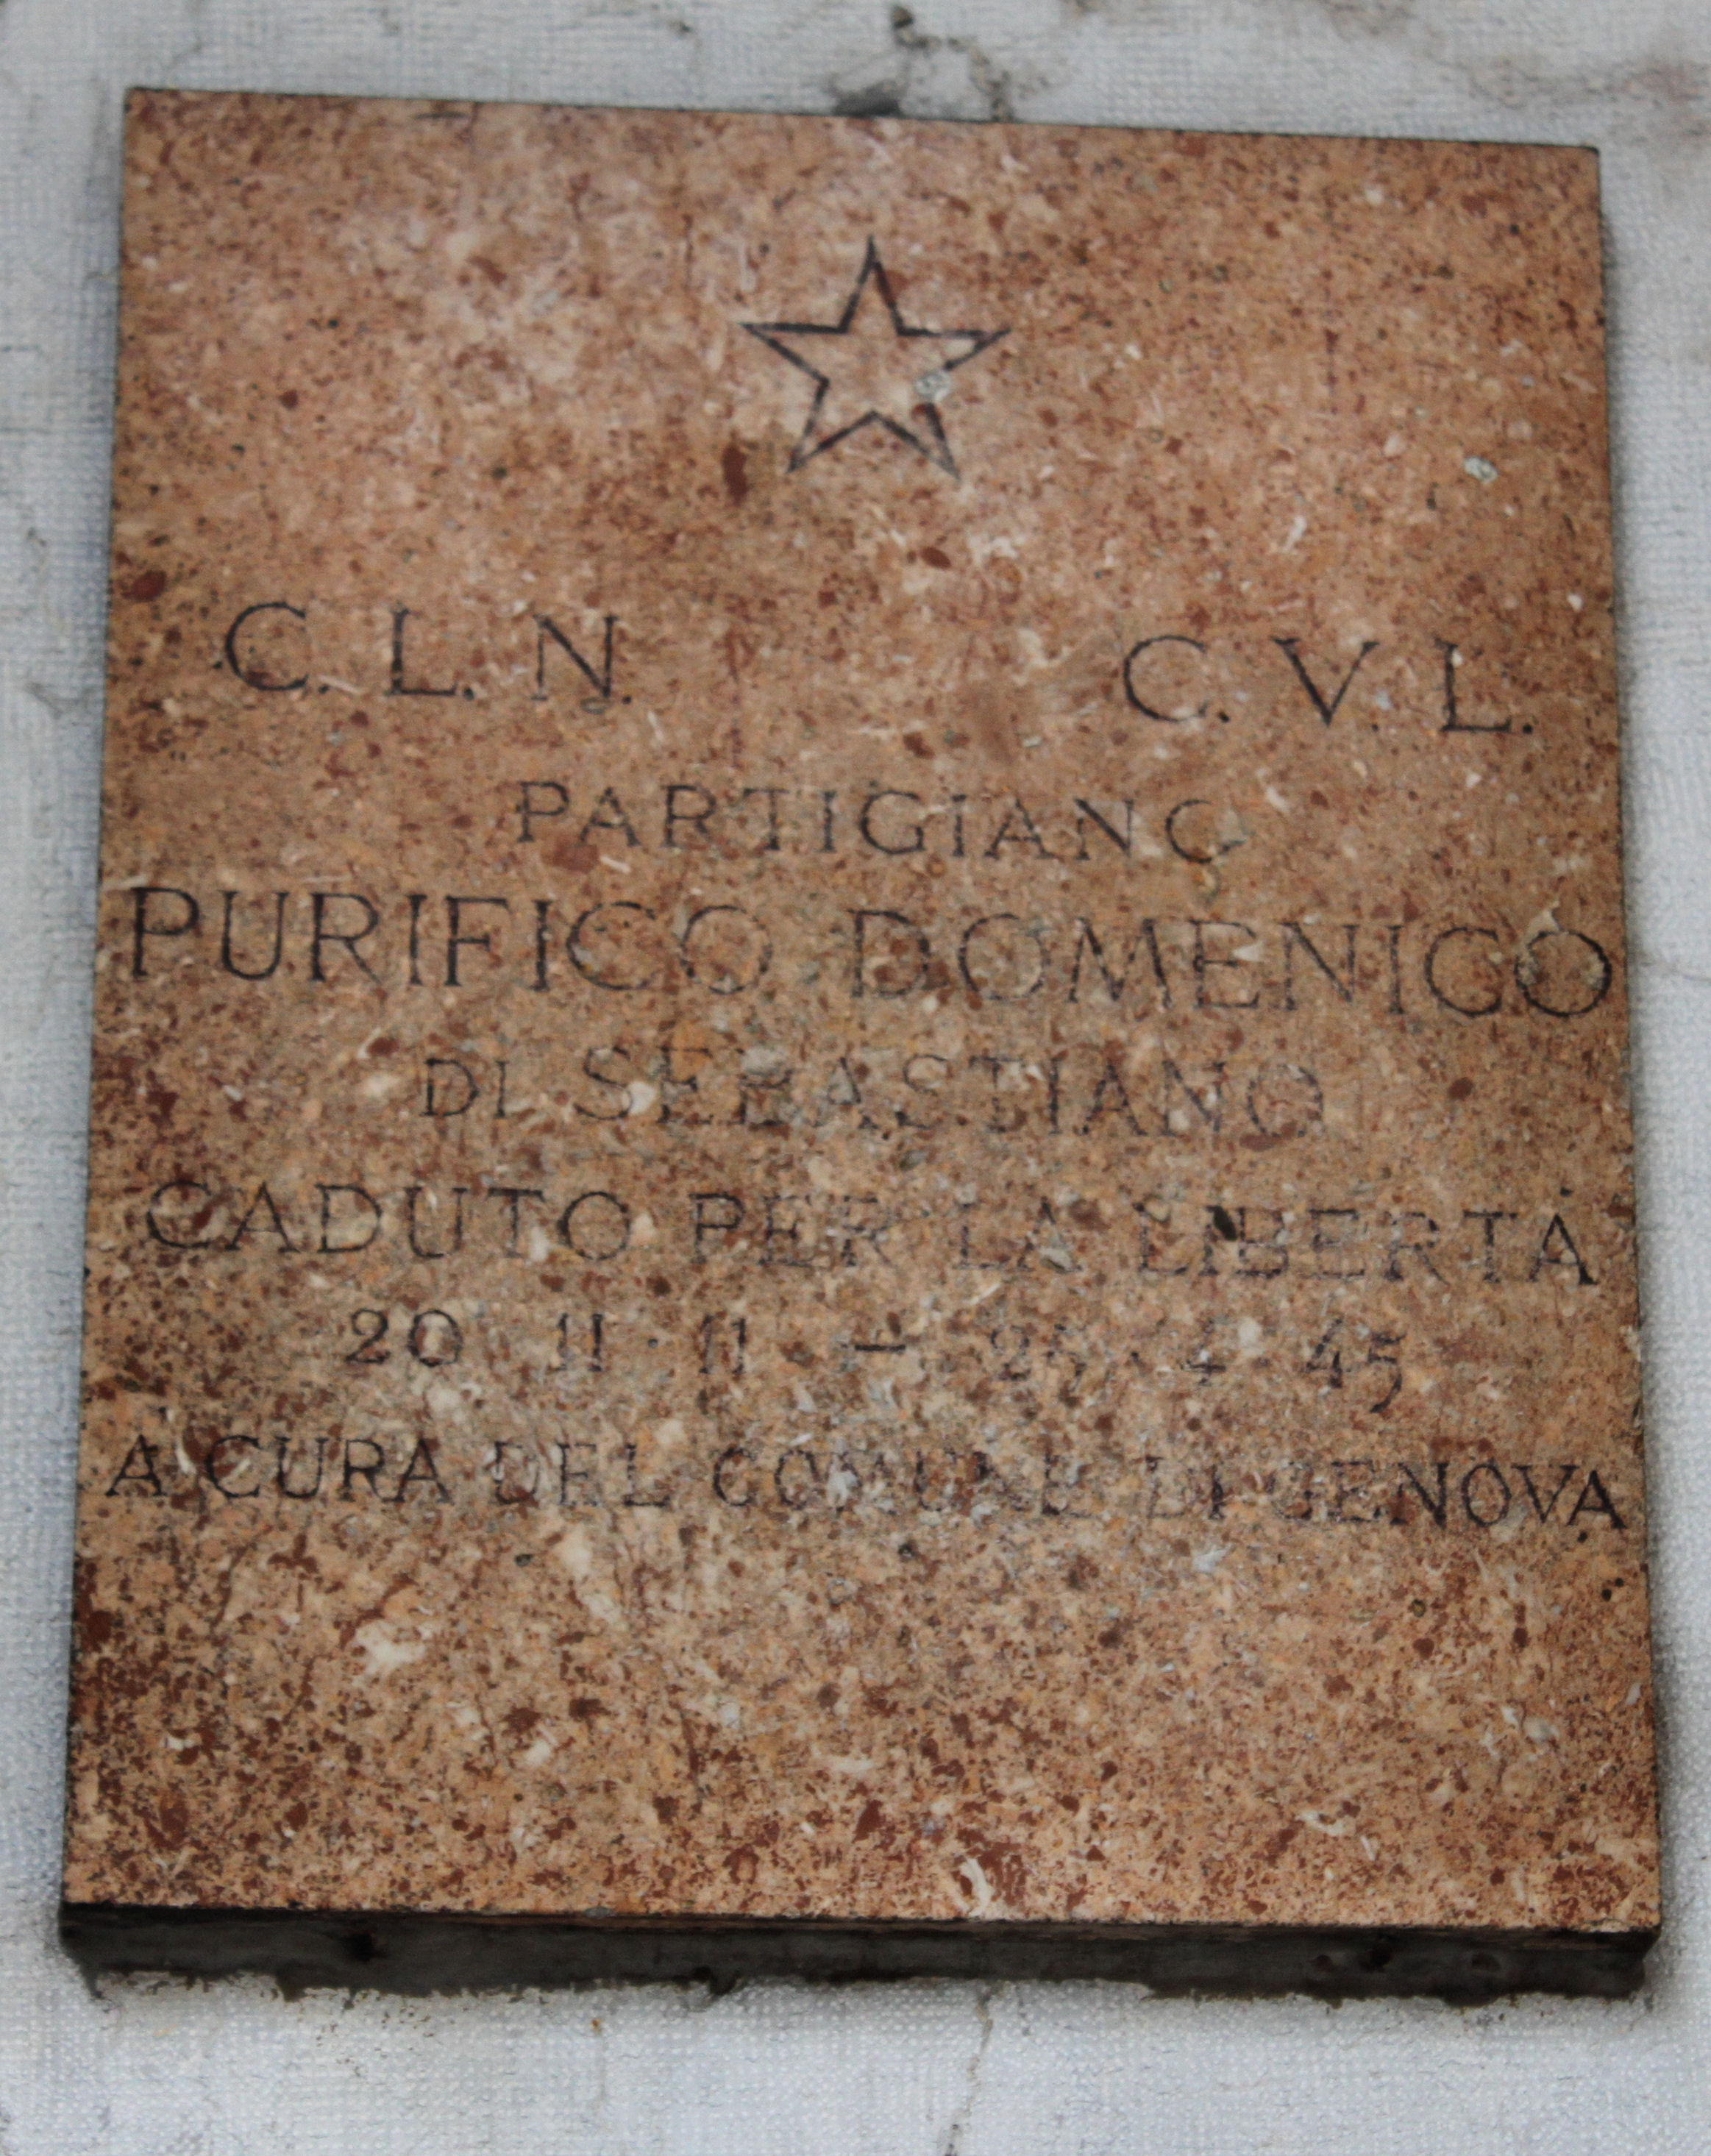 C. L. N. C. V. L.
PARTIGIANO
PURIFICO DOMENICO
DI SEBASTIANO
CADUTO PER LA LIBERTÀ
20 · 11 · 11 - 25 · 4 · 45
A CURA DEL COMUNE DI GENOVA